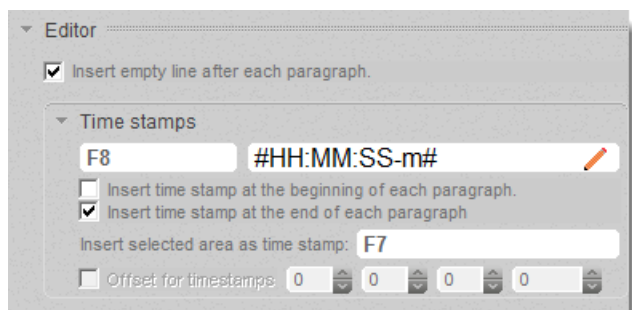 Editor
Insert empty line after each paragraph.
Time stamps
F8 #HH:MM:SS-m#
Insert time stamp at the beginning of each paragraph.
Insert time stamp at the end of each paragraph
Insert selected area as time stamp: F7
Offset for timestamps 0 0 0 0